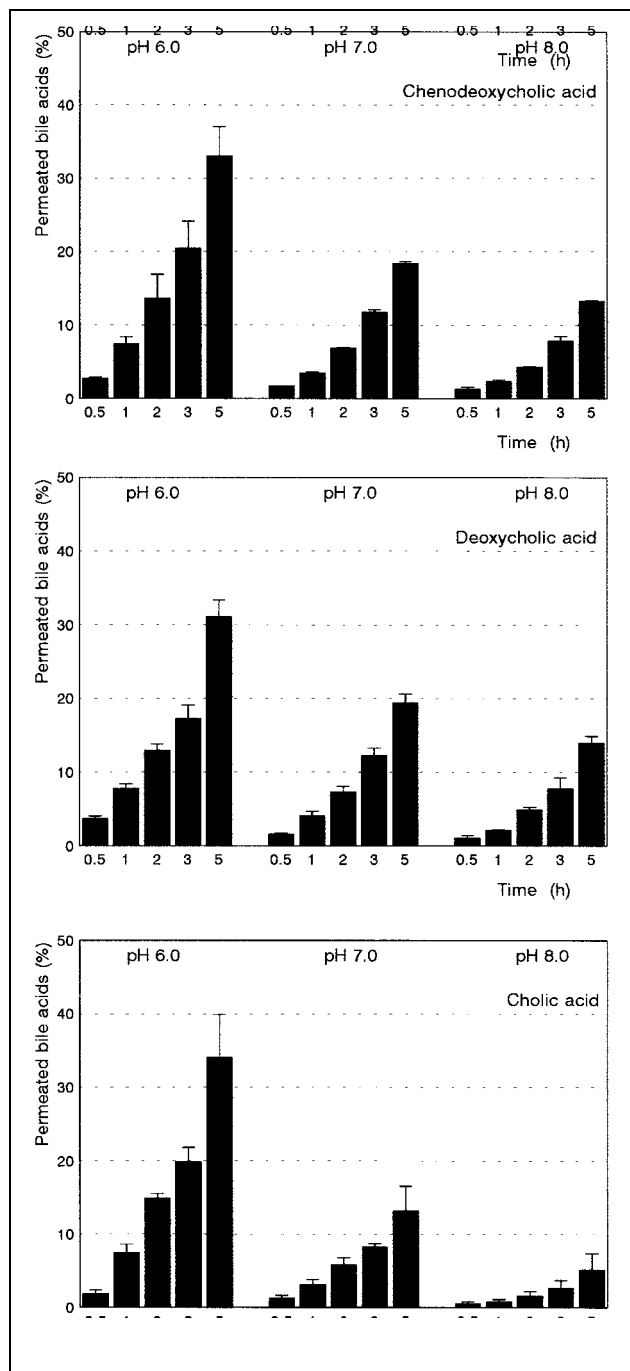 0.5 1 2 3 5 0.5 1 2 3 5 0.5 1 2 3 5
50 pH 6.0 pH 7.0 pH 8.0
Time (h)
Chenodeoxycholic acid
Permeated bile acids (%)
40
30
20
10
0
0.5 1 2 3 5 0.5 1 2 3 5 0.5 1 2 3 5
Time (h)
50
pH 6.0 pH 7.0 pH 8.0
Deoxycholic acid
Permeated bile acids (%)
40
30
20
10
0
0.5 1 2 3 5 0.5 1 2 3 5 0.5 1 2 3 5
Time (h)
50
pH 6.0 pH 7.0 pH 8.0
Cholic acid
Permeated bile acids (%)
40
30
20
10
0